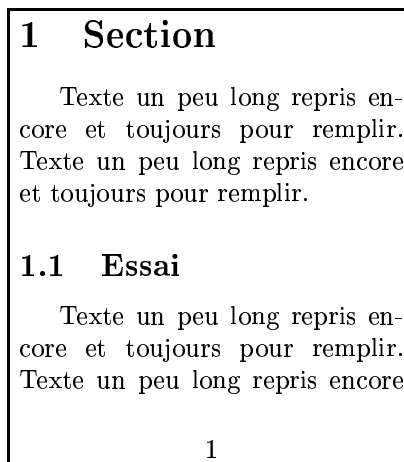 1 Section
Texte un peu long repris en-
core et toujours pour remplir.
Texte un peu long repris encore
et toujours pour remplir.
1.1 Essai
Texte un peu long repris en-
core et toujours pour remplir.
Texte un peu long repris encore
1